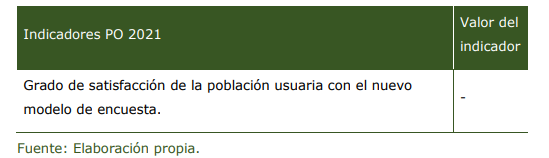 Indicadores PO 2021
Valor del
indicador
Grado de satisfacción de la población usuaria con el nuevo
modelo de encuesta.
-
Fuente: Elaboración propia.